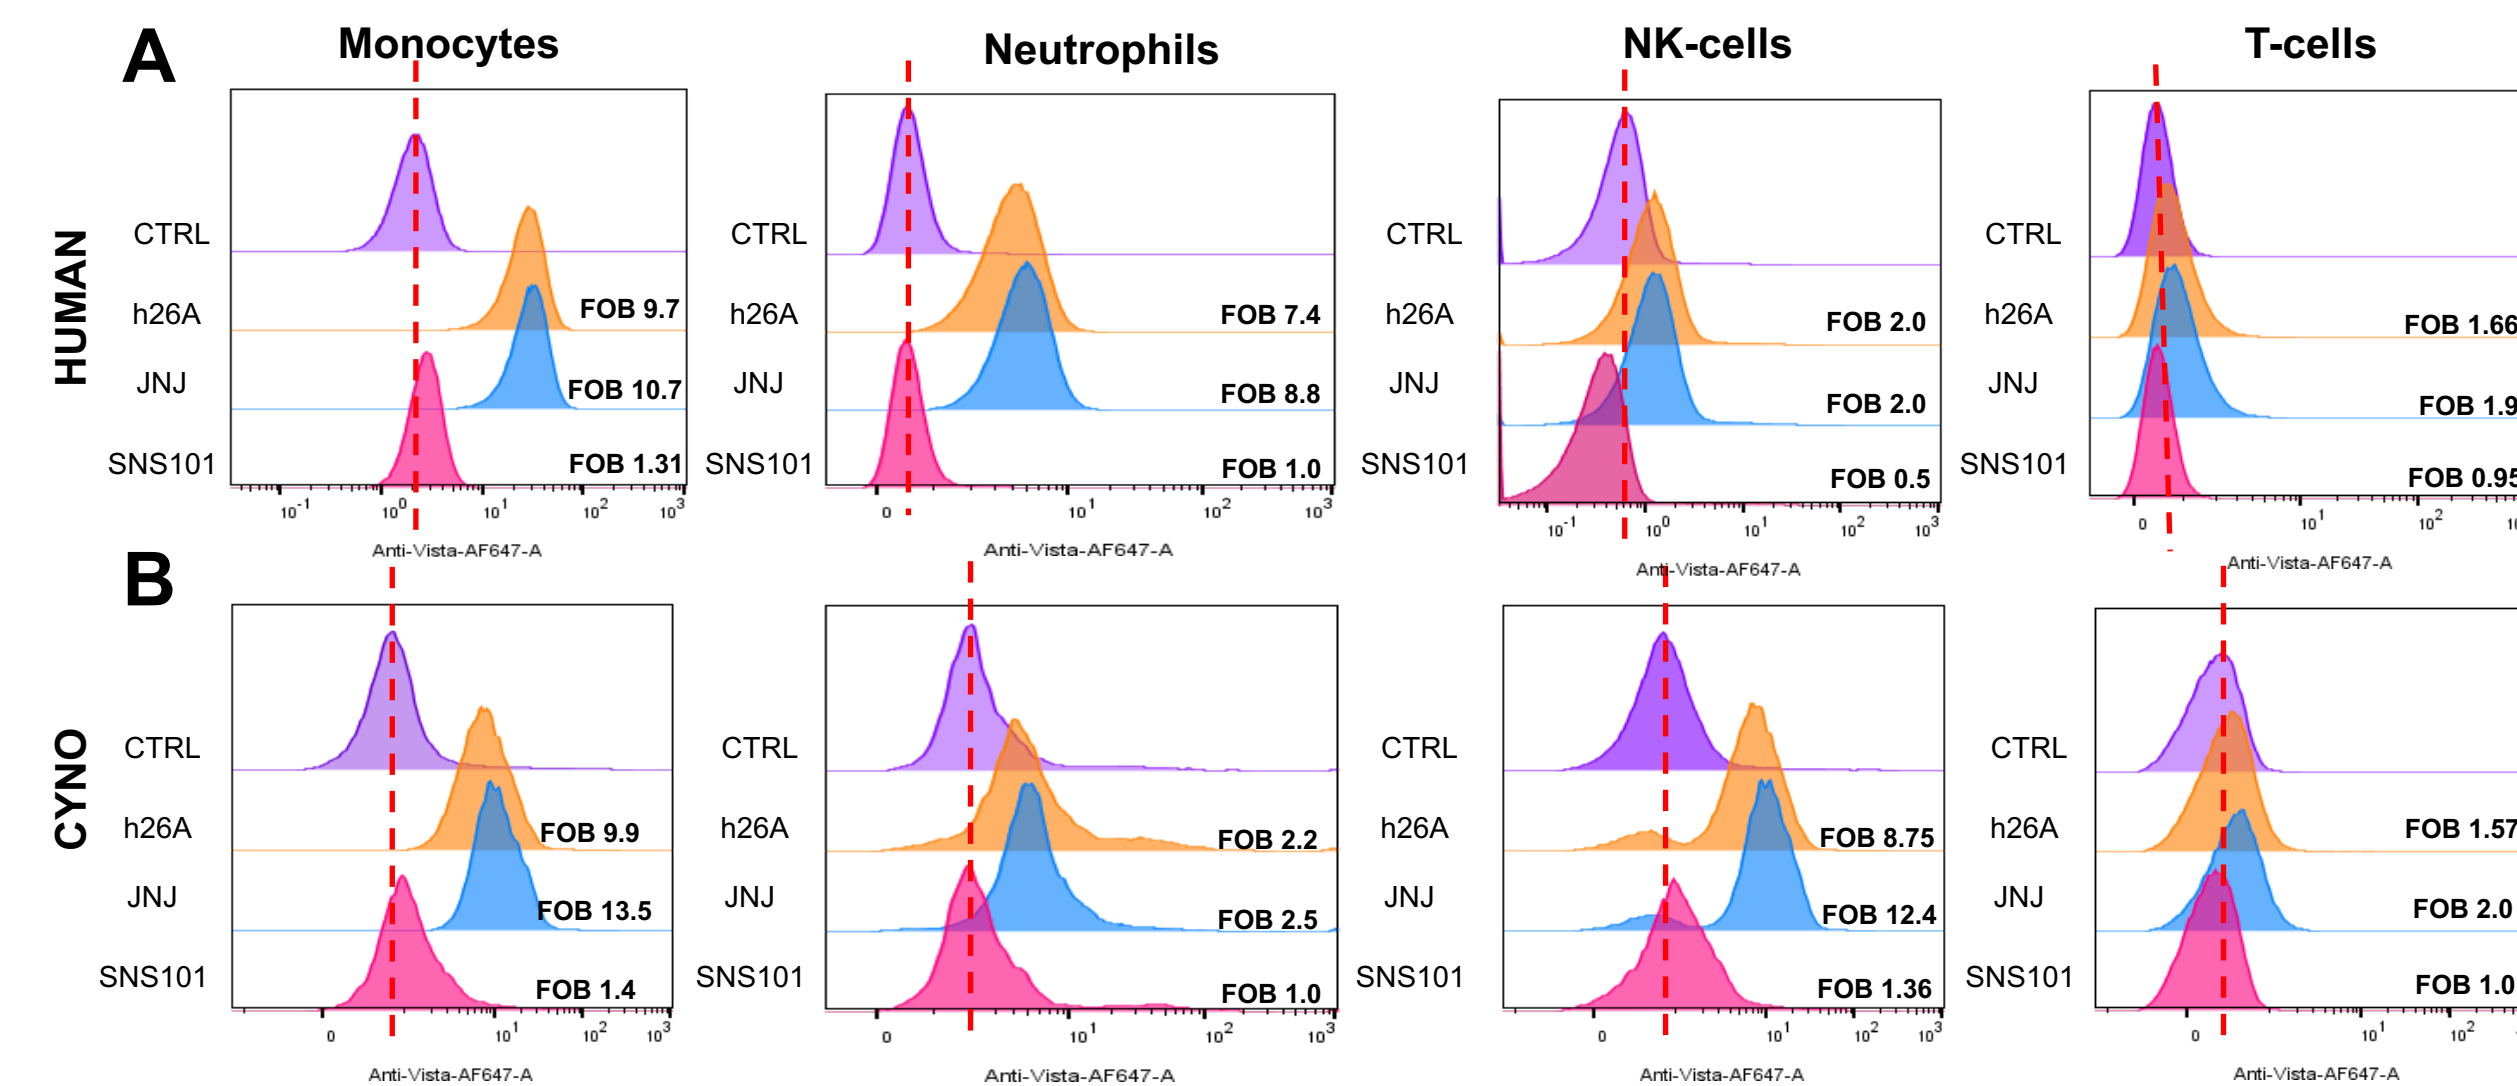 A
Monocytes
Neutrophils
NK-cells
T-cells
HUMAN
CTRL
h26A
JNJ
SNS101
FOB 9.7
FOB 10.7
FOB 1.31
10-1
100
101
102
103
Anti-Vista-AF647-A
CTRL
h26A
JNJ
SNS101
FOB 7.4
FOB 8.8
FOB 1.0
0
101
102
103
Anti-Vista-AF647-A
CTRL
h26A
JNJ
SNS101
FOB 2.0
FOB 2.0
FOB 0.5
10-1
100
101
102
103
Anti-Vista-AF647-A
CTRL
h26A
JNJ
SNS101
FOB 1.66
FOB 1.9
FOB 0.95
0
101
102
Anti-Vista-AF647-A
B
CYNO
CTRL
h26A
JNJ
SNS101
FOB 9.9
FOB 13.5
FOB 1.4
0
101
102
103
Anti-Vista-AF647-A
CTRL
h26A
JNJ
SNS101
FOB 2.2
FOB 2.5
FOB 1.0
0
101
102
103
Anti-Vista-AF647-A
CTRL
h26A
JNJ
SNS101
FOB 8.75
FOB 12.4
FOB 1.36
0
101
102
103
Anti-Vista-AF647-A
CTRL
h26A
JNJ
SNS101
FOB 1.57
FOB 2.0
FOB 1.0
0
101
102
Anti-Vista-AF647-A